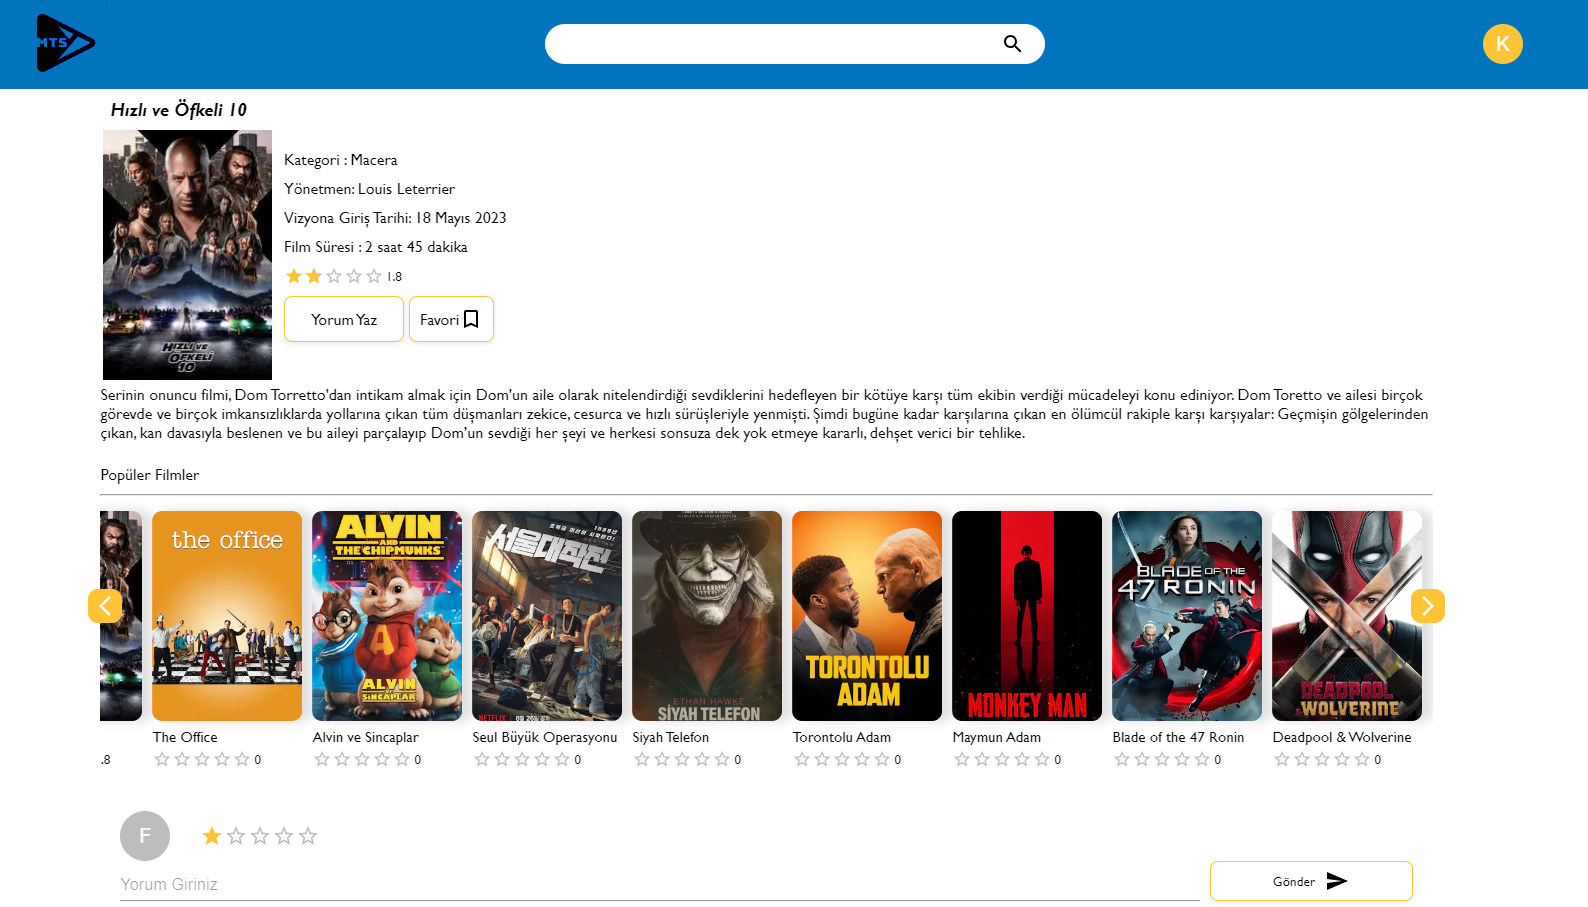 MTS
K
Hızlı ve Öfkeli 10
HIZLI VE
ÖFKELİ
10
Kategori : Macera
Yönetmen: Louis Leterrier
Vizyona Giriş Tarihi: 18 Mayıs 2023
Film Süresi : 2 saat 45 dakika
1.8
Yorum Yaz
Favori
Serinin onuncu filmi, Dom Torretto'dan intikam almak için Dom'un aile olarak nitelendirdiği sevdiklerini hedefleyen bir kötüye karşı tüm ekibin verdiği mücadeleyi konu ediniyor. Dom Toretto ve ailesi birçok
görevde ve birçok imkansızlıklarda yollarına çıkan tüm düşmanları zekice, cesurca ve hızlı sürüşleriyle yenmişti. Şimdi bugüne kadar karşılarına çıkan en ölümcül rakiple karşı karşıyalar: Geçmişin gölgelerinden
çıkan, kan davasıyla beslenen ve bu aileyi parçalayıp Dom'un sevdiği her şeyi ve herkesi sonsuza dek yok etmeye kararlı, dehşet verici bir tehlike.
Popüler Filmler
the office
ALVIN
AND
THE CHIPMUNKS
ALVİN
VE
SİNCAPLAR
서울대작전
NETFLIX
ETHAN HAWKE
SİYAH TELEFON
TORONTOLU
ADAM
MONKEY MAN
BLADE OF THE
47 RONIN
DEADPOOL
& WOLVERINE
.8
The Office
0
Alvin ve Sincaplar
0
Seul Büyük Operasyonu
0
Siyah Telefon
0
Torontolu Adam
0
Maymun Adam
0
Blade of the 47 Ronin
0
Deadpool & Wolverine
0
F
Yorum Giriniz
Gönder